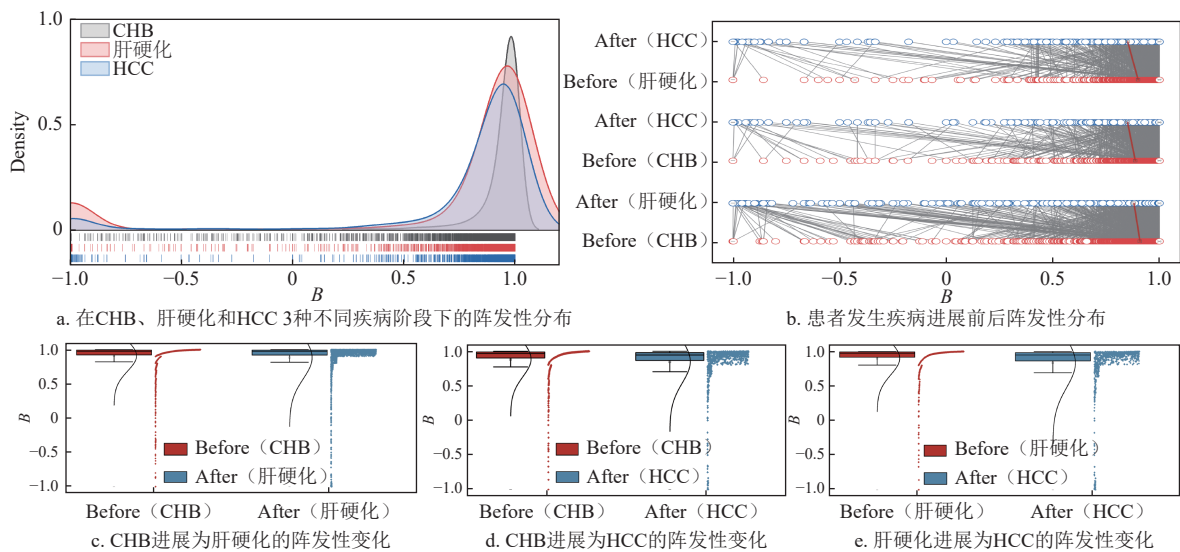 1.0
CHB
肝硬化
HCC
Density
0.5
0
−1.0 −0.5 0 0.5 1.0
B
a. 在CHB、肝硬化和HCC 3种不同疾病阶段下的阵发性分布
After（HCC）
Before（肝硬化）
After（HCC）
Before（CHB）
After（肝硬化）
Before（CHB）
−1.0 −0.5 0 0.5 1.0
B
b. 患者发生疾病进展前后阵发性分布
1.0
0.5
B
0
−0.5
−1.0
Before（CHB）
After（肝硬化）
Before（CHB） After（肝硬化）
c. CHB进展为肝硬化的阵发性变化
1.0
0.5
B
0
−0.5
−1.0
Before（CHB）
After（HCC）
Before（CHB） After（HCC）
d. CHB进展为HCC的阵发性变化
1.0
0.5
B
0
−0.5
−1.0
Before（肝硬化）
After（HCC）
Before（肝硬化） After（HCC）
e. 肝硬化进展为HCC的阵发性变化